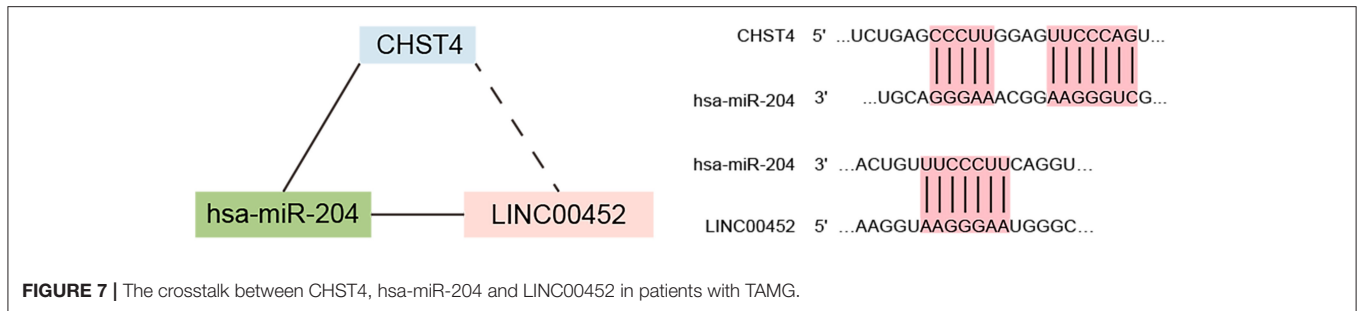 CHST4
hsa-miR-204
LINC00452
CHST4 5' ...UCUGAGCCCUUGGAGUUCCCAGU...
hsa-miR-204 3' ...UGCAGGGAAACGGAAGGGUCG...
hsa-miR-204 3' ...ACUGUUUCCCUUCAGGU...
LINC00452 5' ...AAGGUAAGGGAAUGGGC...
FIGURE 7 | The crosstalk between CHST4, hsa-miR-204 and LINC00452 in patients with TAMG.